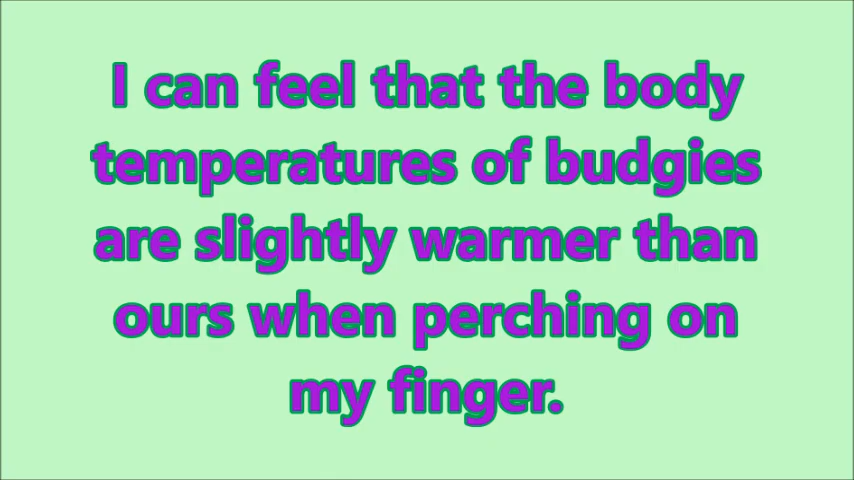 I can feel that the body
temperatures of budgies
are slightly warmer than
ours when perching on
my finger.